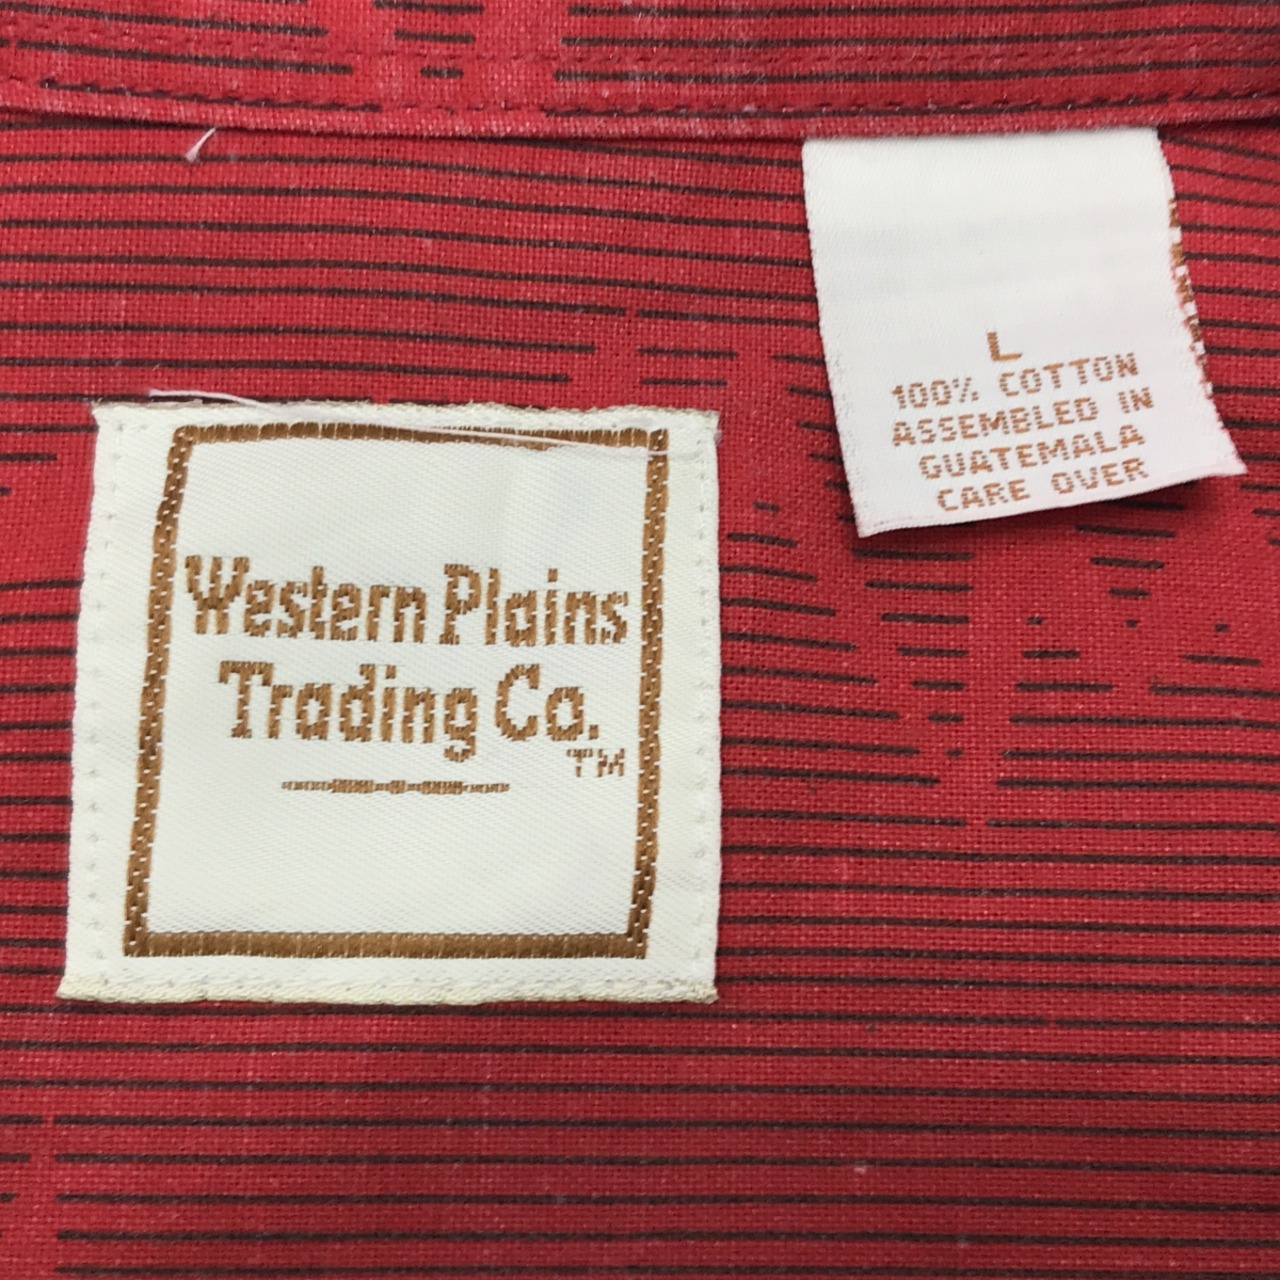 L
100% COTTON
ASSEMBLED IN
GUATEMALA
CARE OVER
Western Plains
Trading Co.
TM